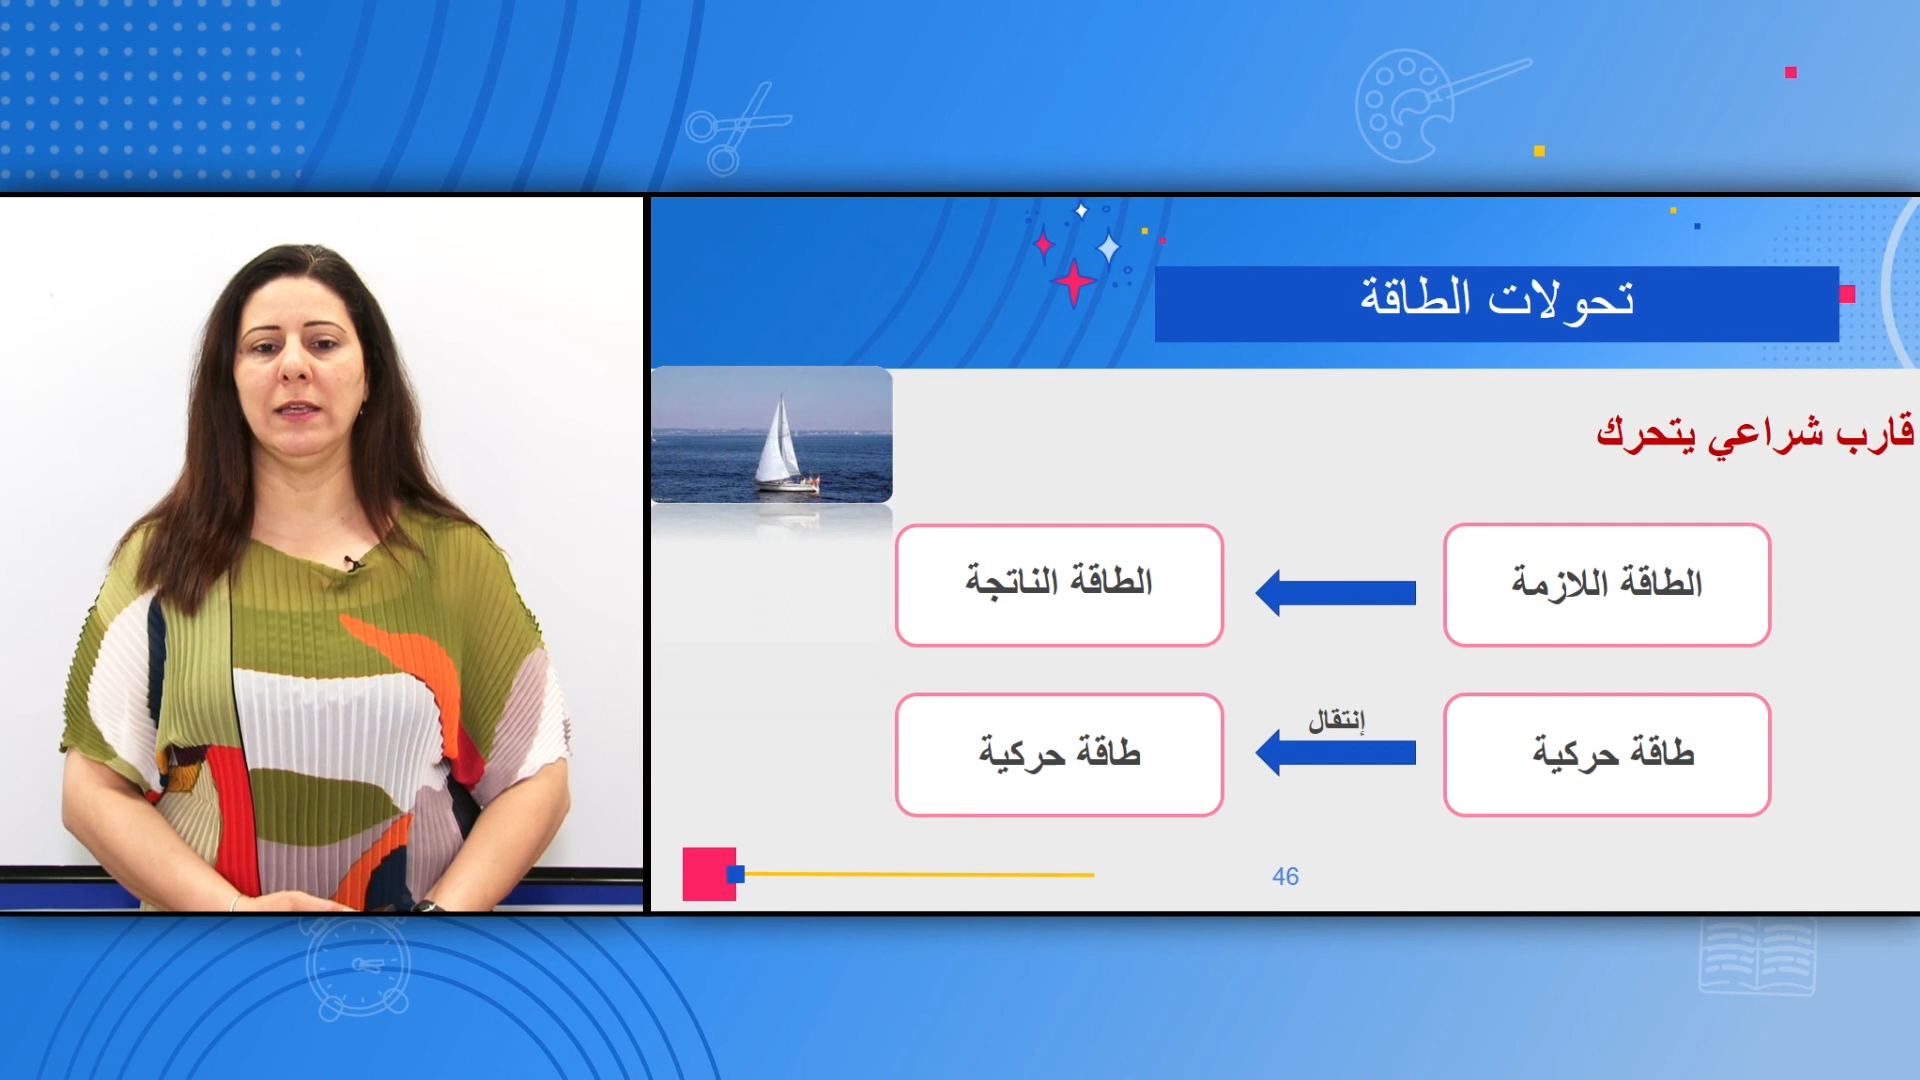 تحولات الطاقة
قارب شراعي يتحرك
الطاقة اللازمة
الطاقة الناتجة
طاقة حركية
إنتقال
طاقة حركية
46